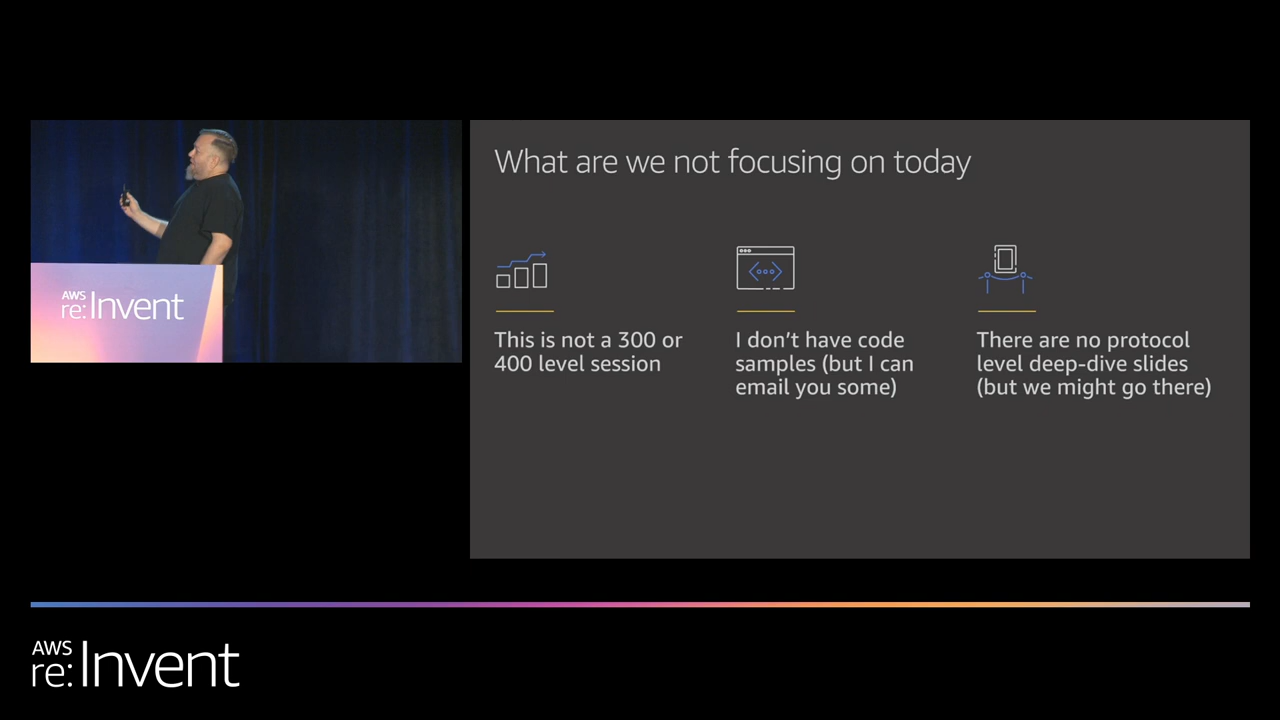 What are we not focusing on today
This is not a 300 or
400 level session
I don't have code
samples (but I can
email you some)
There are no protocol
level deep-dive slides
(but we might go there)
AWS
re:Invent
AWS
re:Invent